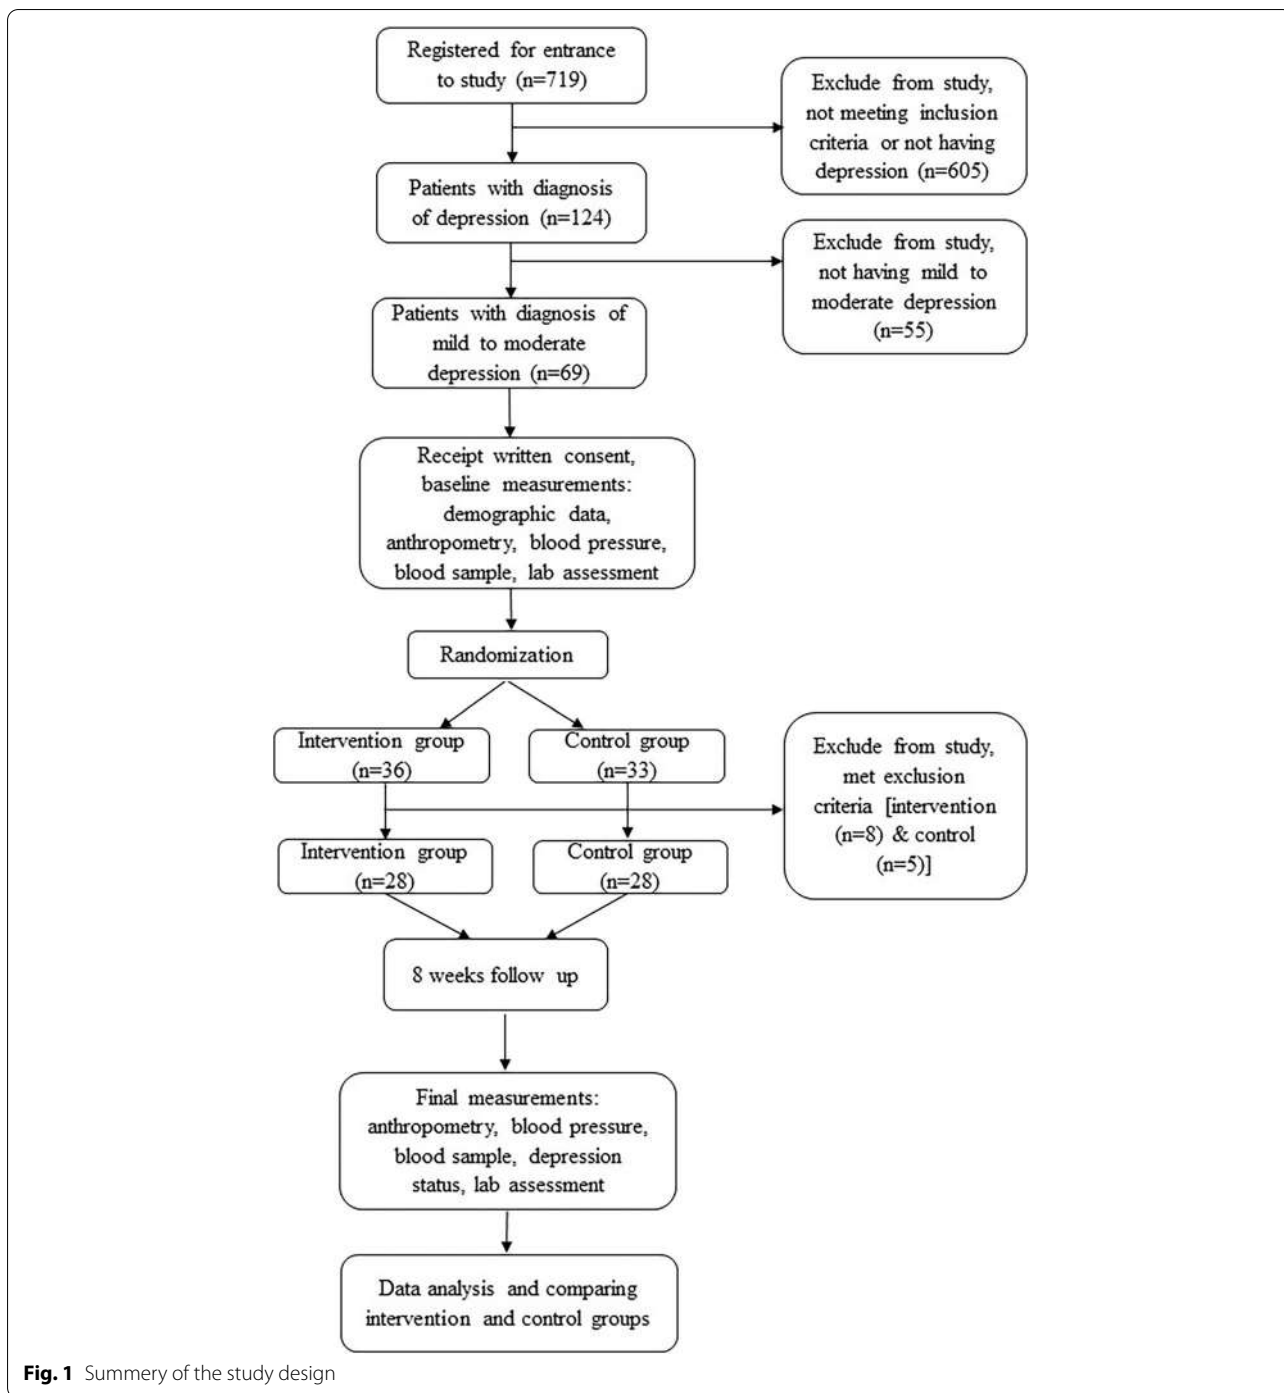 Registered for entrance
to study (n=719)
Exclude from study,
not meeting inclusion
criteria or not having
depression (n=605)
Patients with diagnosis
of depression (n=124)
Exclude from study,
not having mild to
moderate depression
(n=55)
Patients with diagnosis of
mild to moderate
depression (n=69)
Receipt written consent,
baseline measurements:
demographic data,
anthropometry, blood pressure,
blood sample, lab assessment
Randomization
Intervention group
(n=36)
Control group
(n=33)
Exclude from study,
met exclusion
criteria [intervention
(n=8) & control
(n=5)]
Intervention group
(n=28)
Control group
(n=28)
8 weeks follow up
Final measurements:
anthropometry, blood pressure,
blood sample, depression
status, lab assessment
Data analysis and comparing
intervention and control groups
Fig. 1 Summery of the study design